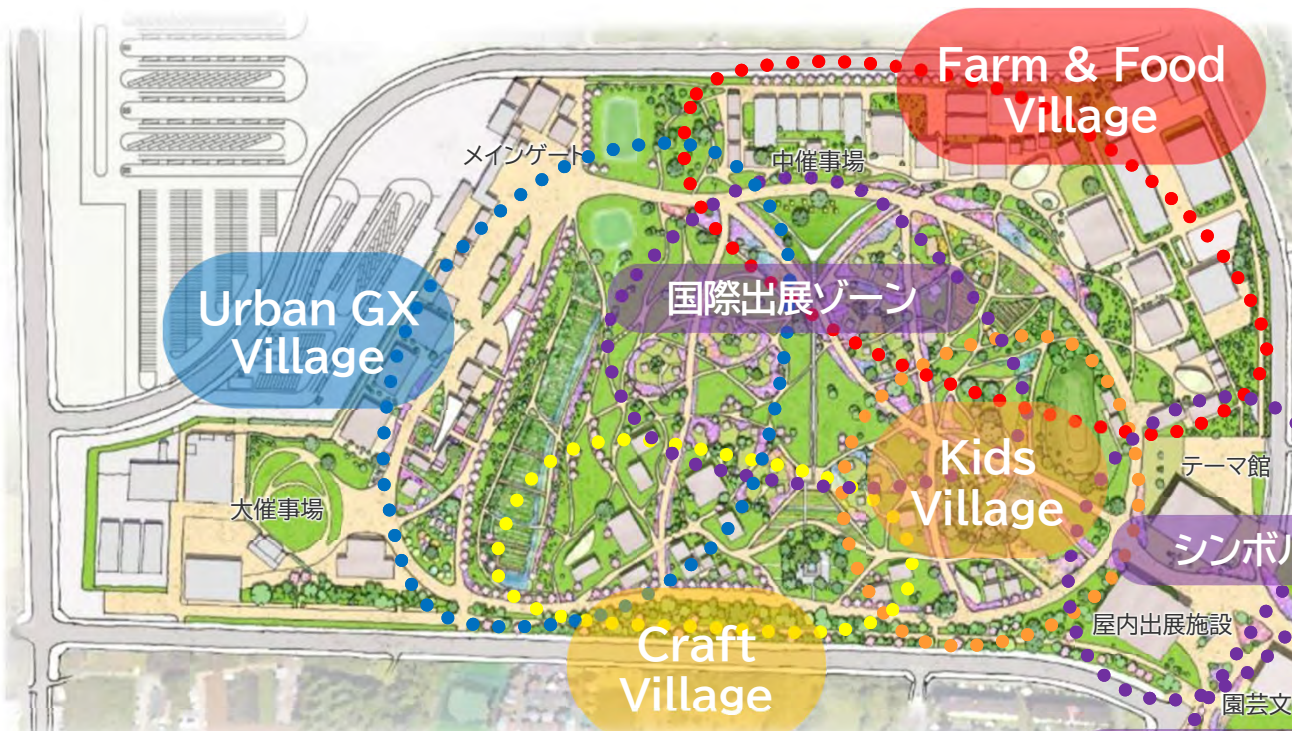 Farm & Food
Village
メインゲート
中催事場
Urban GX
Village
国際出展ゾーン
Kids
Village
テーマ館
大催事場
シンボ
屋内出展施設
Craft
Village
園芸文